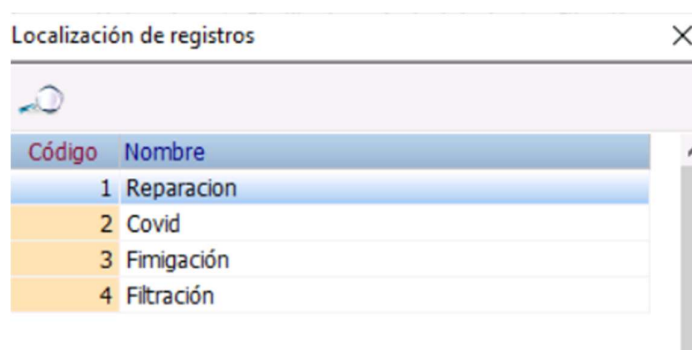 Localización de registros
Código Nombre
1 Reparacion
2 Covid
3 Fimigación
4 Filtración